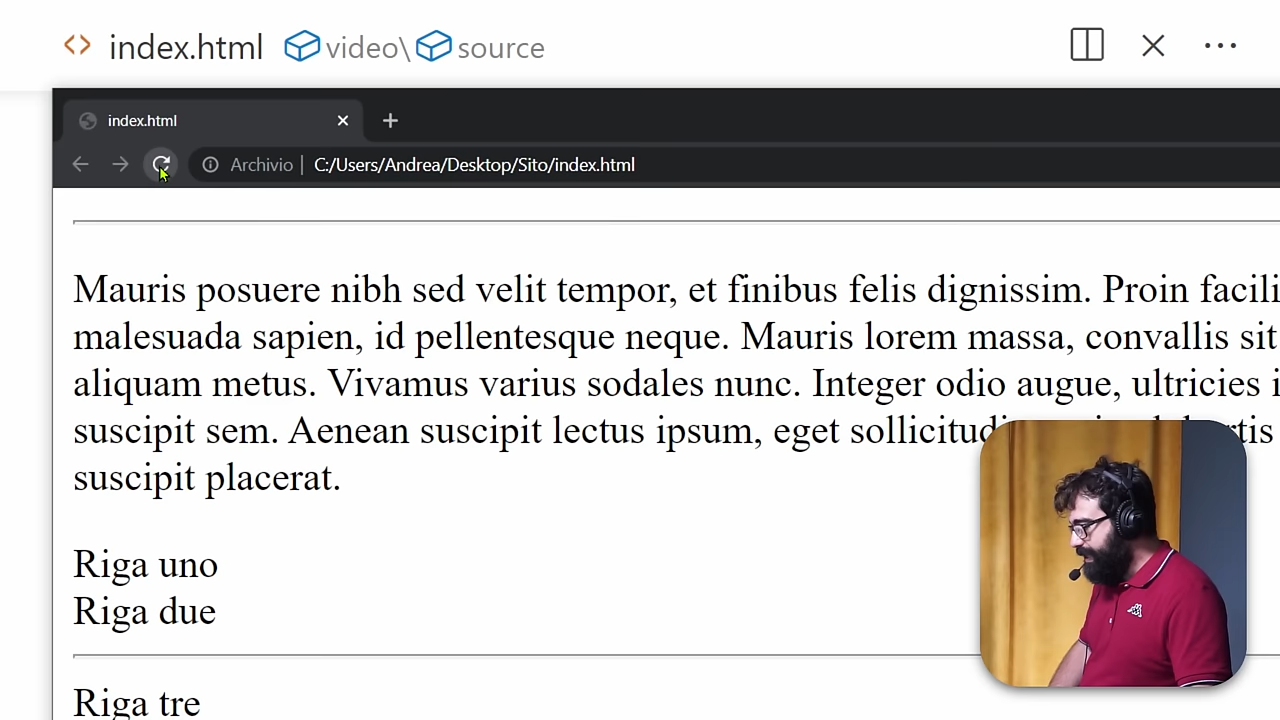 index.html video\ source
index.html
Archivio | C:/Users/Andrea/Desktop/Sito/index.html
Mauris posuere nibh sed velit tempor, et finibus felis dignissim. Proin facili
malesuada sapien, id pellentesque neque. Mauris lorem massa, convallis sit
aliquam metus. Vivamus varius sodales nunc. Integer odio augue, ultricies i
suscipit sem. Aenean suscipit lectus ipsum, eget
suscipit placerat.
Riga uno
Riga due
Riga tre